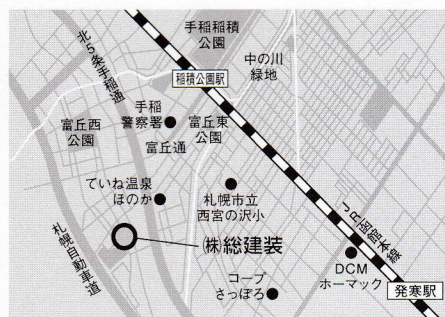 手稲稲積
公園
北5条手稲通
中の川
緑地
稲積公園駅
手稲
警察署
富丘西
公園
富丘東
公園
富丘通
ていね温泉
ほのか
札幌市立
西宮の沢小
JR函館本線
札幌自動車道
㈱総建装
DCM
ホーマック
コープ
さっぽろ
発寒駅